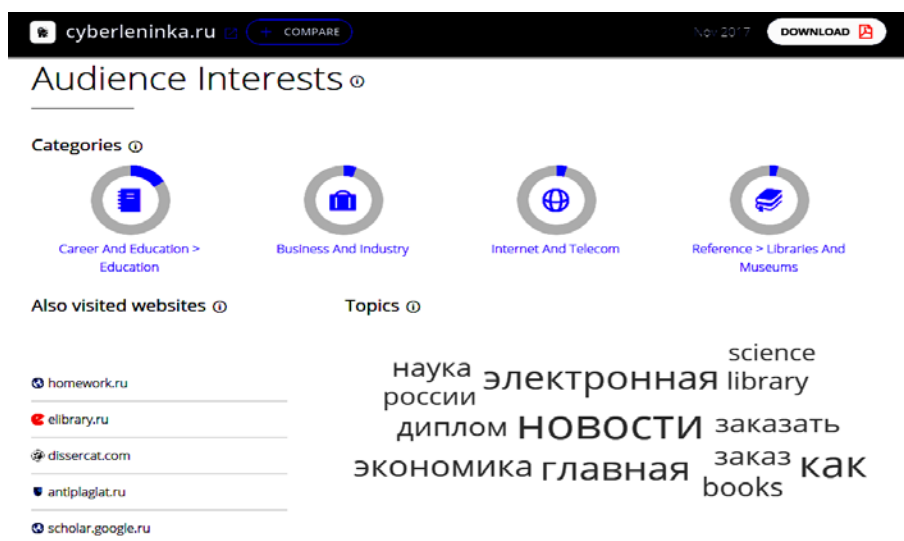 cyberleninka.ru + COMPARE Nov 2017 DOWNLOAD
Audience Interests
Categories
Career And Education >
Education
Business And Industry
Internet And Telecom
Reference > Libraries And
Museums
Also visited websites
homework.ru
elibrary.ru
dissercat.com
antiplagiat.ru
scholar.google.ru
Topics
science
наука электронная library
россии
диплом новости заказать
экономика главная заказ как
books